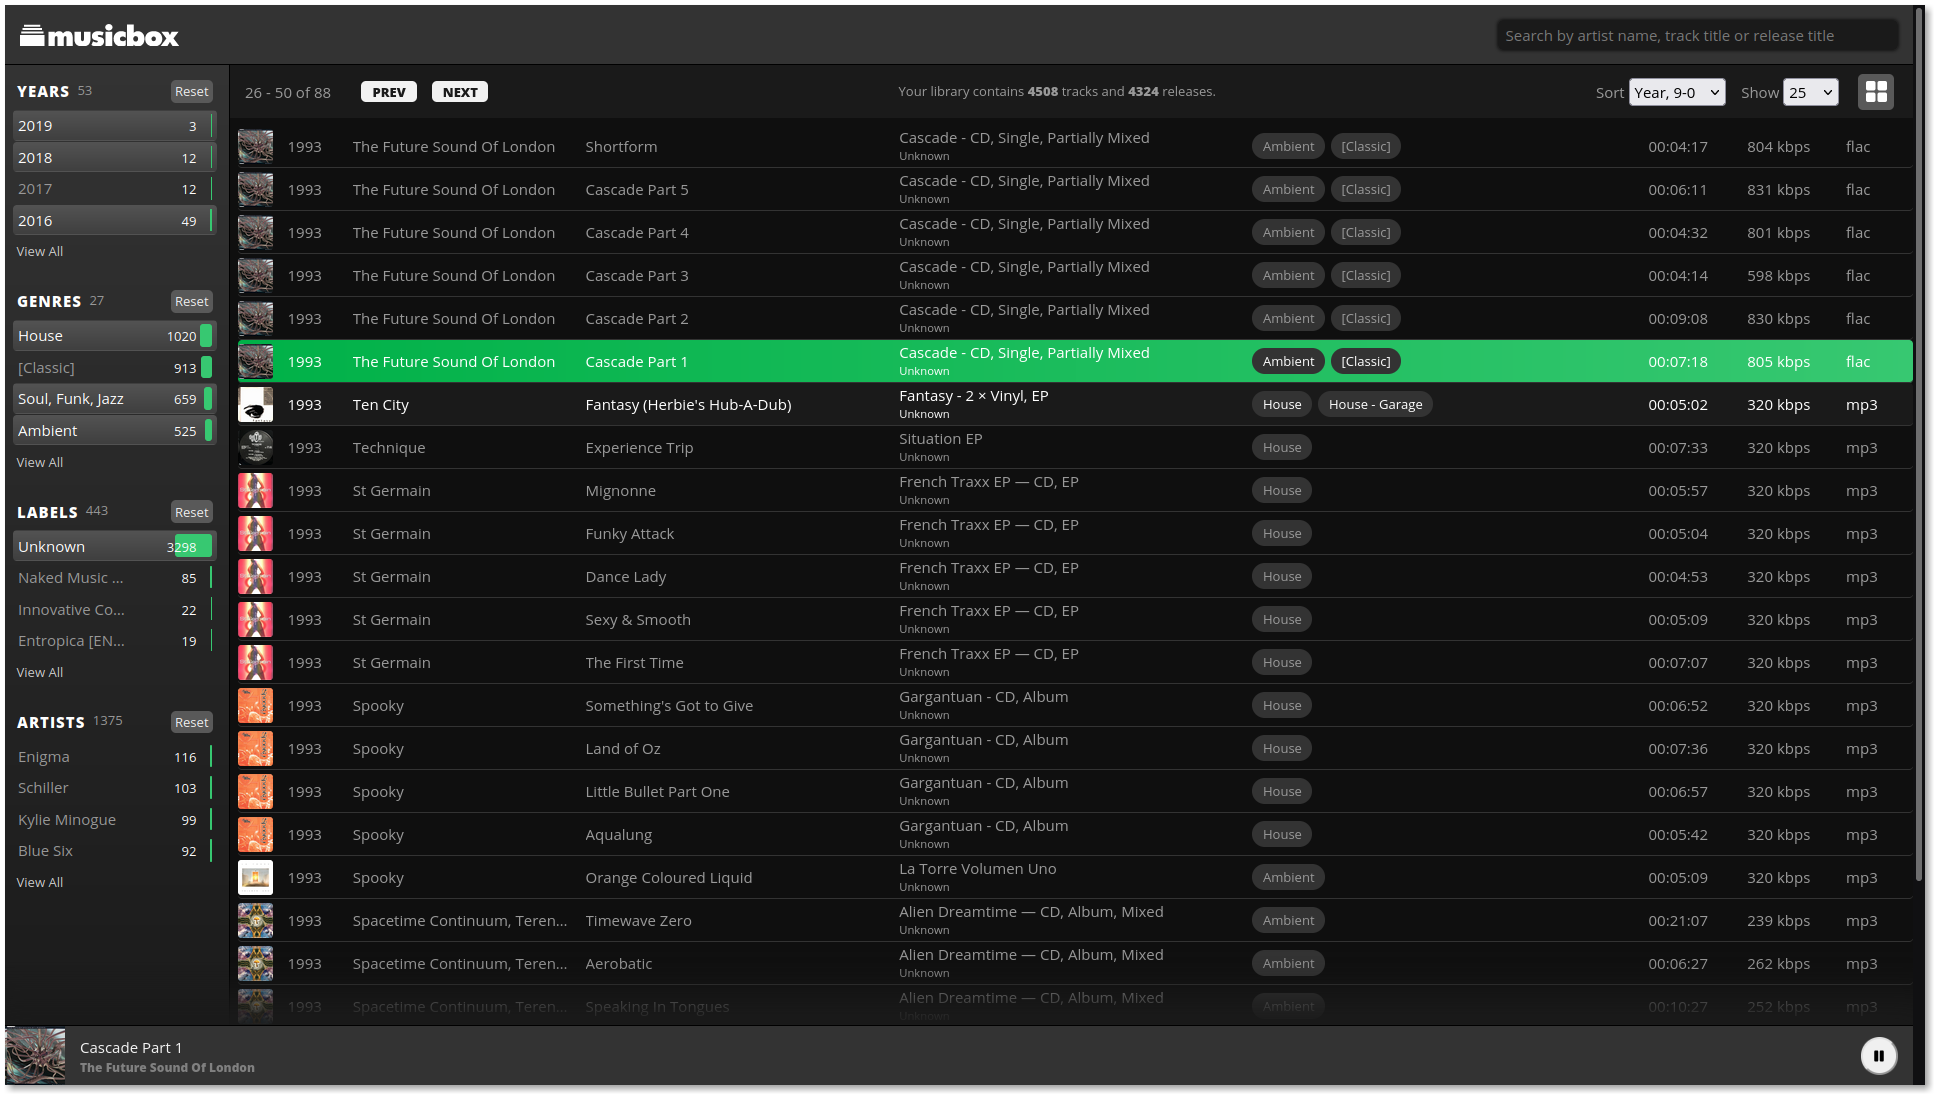 musicbox
Search by artist name, track title or release title
YEARS 53 Reset
2019 3
2018 12
2017 12
2016 49
View All
GENRES 27 Reset
House 1020
[Classic] 913
Soul, Funk, Jazz 659
Ambient 525
View All
LABELS 443 Reset
Unknown 3298
Naked Music ... 85
Innovative Co... 22
Entropica [EN... 19
View All
ARTISTS 1375 Reset
Enigma 116
Schiller 103
Kylie Minogue 99
Blue Six 92
View All
26 - 50 of 88 PREV NEXT Your library contains 4508 tracks and 4324 releases. Sort Year, 9-0 Show 25
1993 The Future Sound Of London Shortform Cascade - CD, Single, Partially Mixed Unknown Ambient [Classic] 00:04:17 804 kbps flac
1993 The Future Sound Of London Cascade Part 5 Cascade - CD, Single, Partially Mixed Unknown Ambient [Classic] 00:06:11 831 kbps flac
1993 The Future Sound Of London Cascade Part 4 Cascade - CD, Single, Partially Mixed Unknown Ambient [Classic] 00:04:32 801 kbps flac
1993 The Future Sound Of London Cascade Part 3 Cascade - CD, Single, Partially Mixed Unknown Ambient [Classic] 00:04:14 598 kbps flac
1993 The Future Sound Of London Cascade Part 2 Cascade - CD, Single, Partially Mixed Unknown Ambient [Classic] 00:09:08 830 kbps flac
1993 The Future Sound Of London Cascade Part 1 Cascade - CD, Single, Partially Mixed Unknown Ambient [Classic] 00:07:18 805 kbps flac
1993 Ten City Fantasy (Herbie's Hub-A-Dub) Fantasy - 2 × Vinyl, EP Unknown House House - Garage 00:05:02 320 kbps mp3
1993 Technique Experience Trip Situation EP Unknown House 00:07:33 320 kbps mp3
1993 St Germain Mignonne French Traxx EP — CD, EP Unknown House 00:05:57 320 kbps mp3
1993 St Germain Funky Attack French Traxx EP — CD, EP Unknown House 00:05:04 320 kbps mp3
1993 St Germain Dance Lady French Traxx EP — CD, EP Unknown House 00:04:53 320 kbps mp3
1993 St Germain Sexy & Smooth French Traxx EP — CD, EP Unknown House 00:05:09 320 kbps mp3
1993 St Germain The First Time French Traxx EP — CD, EP Unknown House 00:07:07 320 kbps mp3
1993 Spooky Something's Got to Give Gargantuan - CD, Album Unknown House 00:06:52 320 kbps mp3
1993 Spooky Land of Oz Gargantuan - CD, Album Unknown House 00:07:36 320 kbps mp3
1993 Spooky Little Bullet Part One Gargantuan - CD, Album Unknown House 00:06:57 320 kbps mp3
1993 Spooky Aqualung Gargantuan - CD, Album Unknown House 00:05:42 320 kbps mp3
1993 Spooky Orange Coloured Liquid La Torre Volumen Uno Unknown Ambient 00:05:09 320 kbps mp3
1993 Spacetime Continuum, Teren... Timewave Zero Alien Dreamtime — CD, Album, Mixed Unknown Ambient 00:21:07 239 kbps mp3
1993 Spacetime Continuum, Teren... Aerobatic Alien Dreamtime — CD, Album, Mixed Unknown Ambient 00:06:27 262 kbps mp3
1993 Spacetime Continuum, Teren... Speaking In Tongues Alien Dreamtime — CD, Album, Mixed Unknown Ambient 00:10:27 252 kbps mp3
Cascade Part 1
The Future Sound Of London